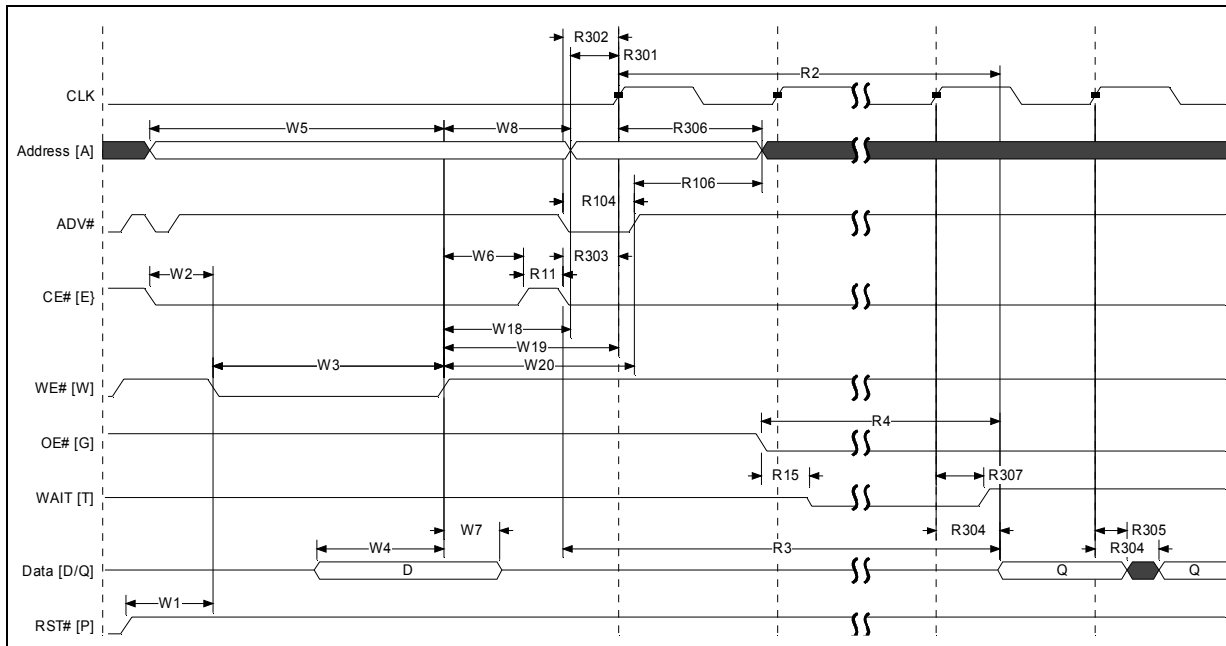 R302
R301
R2
CLK
W5
W8
R306
Address [A]
R106
R104
ADV#
W6
R303
W2
R11
CE# [E}
W18
W19
W3
W20
WE# [W]
R4
OE# [G]
R15
R307
WAIT [T]
W7
R304
R305
W4
R3
R304
Data [D/Q]
D
Q
Q
W1
RST# [P]